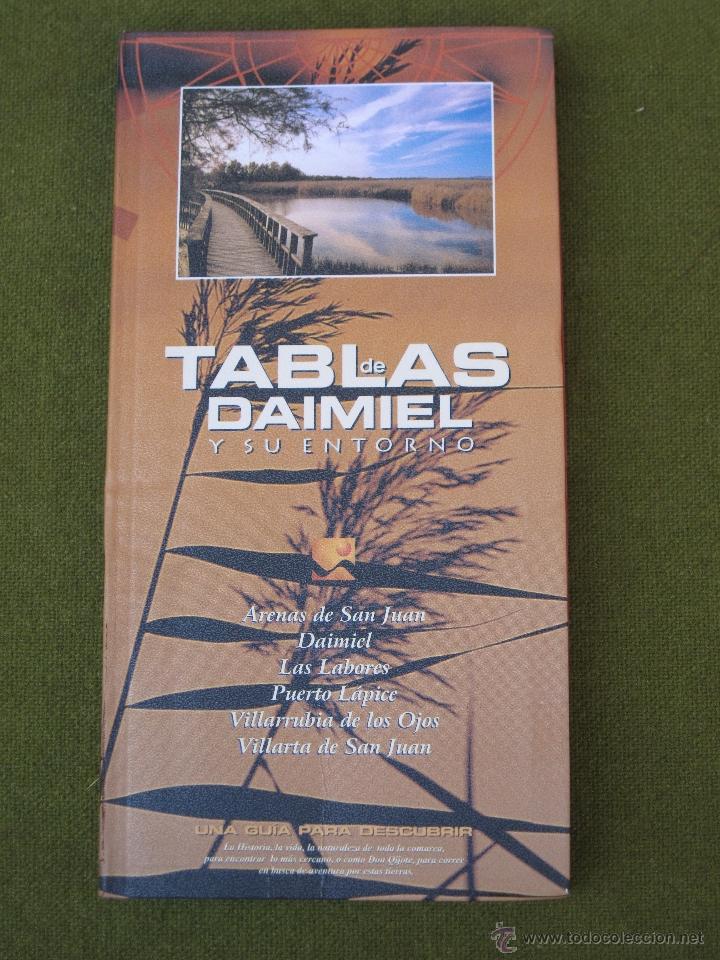 TABLAS
de
DAIMIEL
Y SU ENTORNO
Arenas de San Juan
Daimiel
Las Labores
Puerto Lápice
Villarrubia de los Ojos
Villarta de San Juan
UNA GUÍA PARA DESCUBRIR
La Historia, la vida, la naturaleza de toda la comarca,
para encontrar lo más cercano, o como Don Qijote, para correr
en busca de aventura por estas tierras.
www.todocoleccion.net